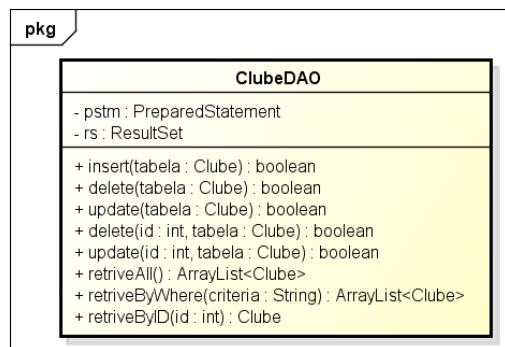 pkg
ClubeDAO
- pstm : PreparedStatement
- rs : ResultSet
+ insert(tabela : Clube) : boolean
+ delete(tabela : Clube) : boolean
+ update(tabela : Clube) : boolean
+ delete(id : int, tabela : Clube) : boolean
+ update(id : int, tabela : Clube) : boolean
+ retriveAll() : ArrayList<Clube>
+ retriveByWhere(criteria : String) : ArrayList<Clube>
+ retriveByID(id : int) : Clube